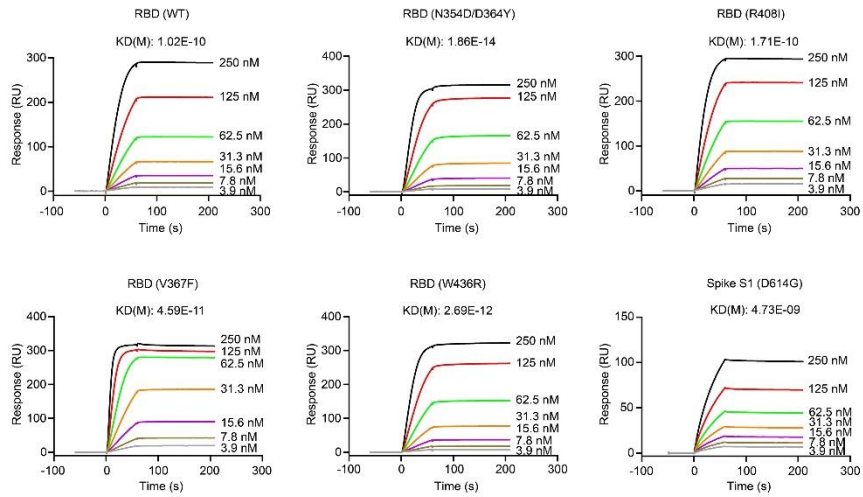 RBD (WT)
KD(M): 1.02E-10
Response (RU)
300
200
100
0
-100 0 100 200 300
Time (s)
250 nM
125 nM
62.5 nM
31.3 nM
15.6 nM
7.8 nM
3.9 nM
RBD (N354D/D364Y)
KD(M): 1.86E-14
Response (RU)
400
300
200
100
0
-100 0 100 200 300
Time (s)
250 nM
125 nM
62.5 nM
31.3 nM
15.6 nM
7.8 nM
3.9 nM
RBD (R408I)
KD(M): 1.71E-10
Response (RU)
300
200
100
0
-100 0 100 200 300
Time (s)
250 nM
125 nM
62.5 nM
31.3 nM
15.6 nM
7.8 nM
3.9 nM
RBD (V367F)
KD(M): 4.59E-11
Response (RU)
400
300
200
100
0
-100 0 100 200 300
Time (s)
250 nM
125 nM
62.5 nM
31.3 nM
15.6 nM
7.8 nM
3.9 nM
RBD (W436R)
KD(M): 2.69E-12
Response (RU)
400
300
200
100
0
-100 0 100 200 300
Time (s)
250 nM
125 nM
62.5 nM
31.3 nM
15.6 nM
7.8 nM
3.9 nM
Spike S1 (D614G)
KD(M): 4.73E-09
Response (RU)
150
100
50
0
-100 0 100 200 300
Time (s)
250 nM
125 nM
62.5 nM
31.3 nM
15.6 nM
7.8 nM
3.9 nM